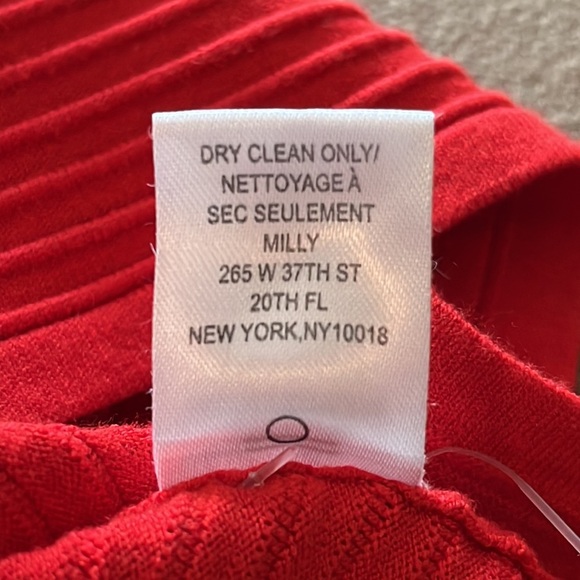 DRY CLEAN ONLY/
NETTOYAGE À
SEC SEULEMENT
MILLY
265 W 37TH ST
20TH FL
NEW YORK,NY10018